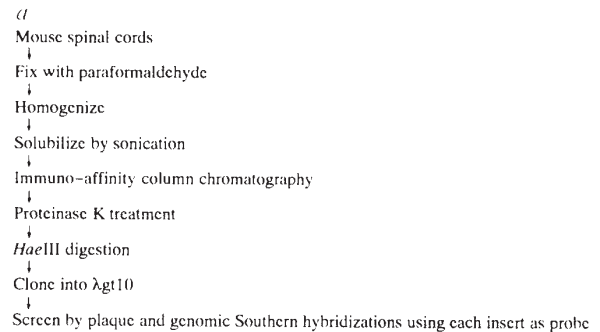 a
Mouse spinal cords
↓
Fix with paraformaldehyde
↓
Homogenize
↓
Solubilize by sonication
↓
Immuno-affinity column chromatography
↓
Proteinase K treatment
↓
HaeIII digestion
↓
Clone into λgt10
↓
Screen by plaque and genomic Southern hybridizations using each insert as probe